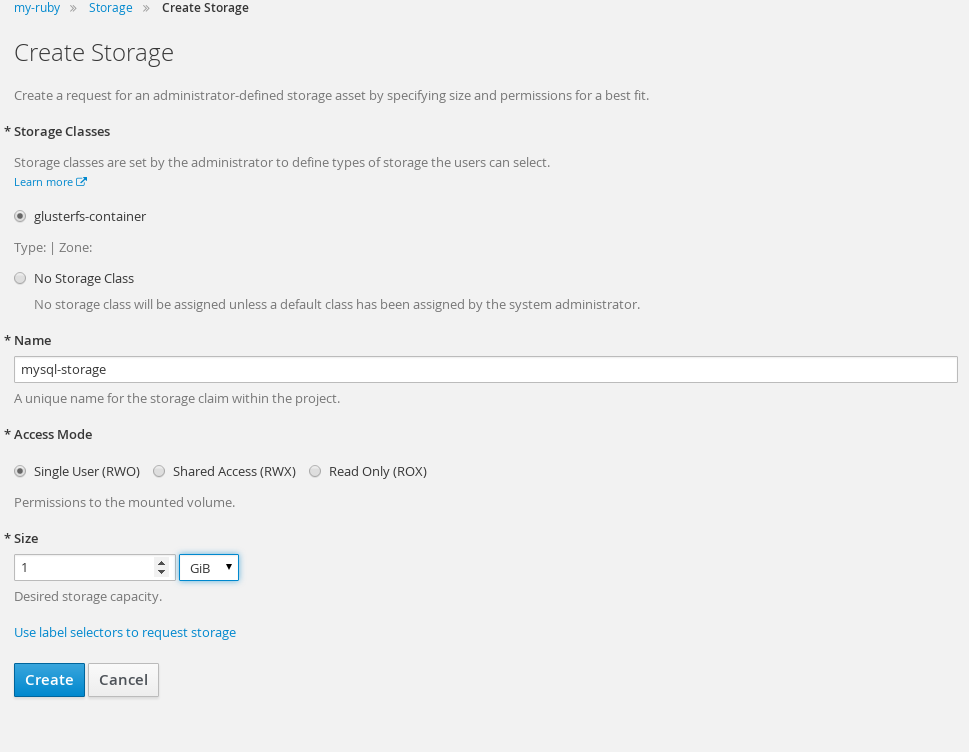 my-ruby » Storage » Create Storage
Create Storage
Create a request for an administrator-defined storage asset by specifying size and permissions for a best fit.
* Storage Classes
Storage classes are set by the administrator to define types of storage the users can select.
Learn more
glusterfs-container
Type: | Zone:
No Storage Class
No storage class will be assigned unless a default class has been assigned by the system administrator.
* Name
mysql-storage
A unique name for the storage claim within the project.
* Access Mode
Single User (RWO) Shared Access (RWX) Read Only (ROX)
Permissions to the mounted volume.
* Size
1 GiB
Desired storage capacity.
Use label selectors to request storage
Create Cancel